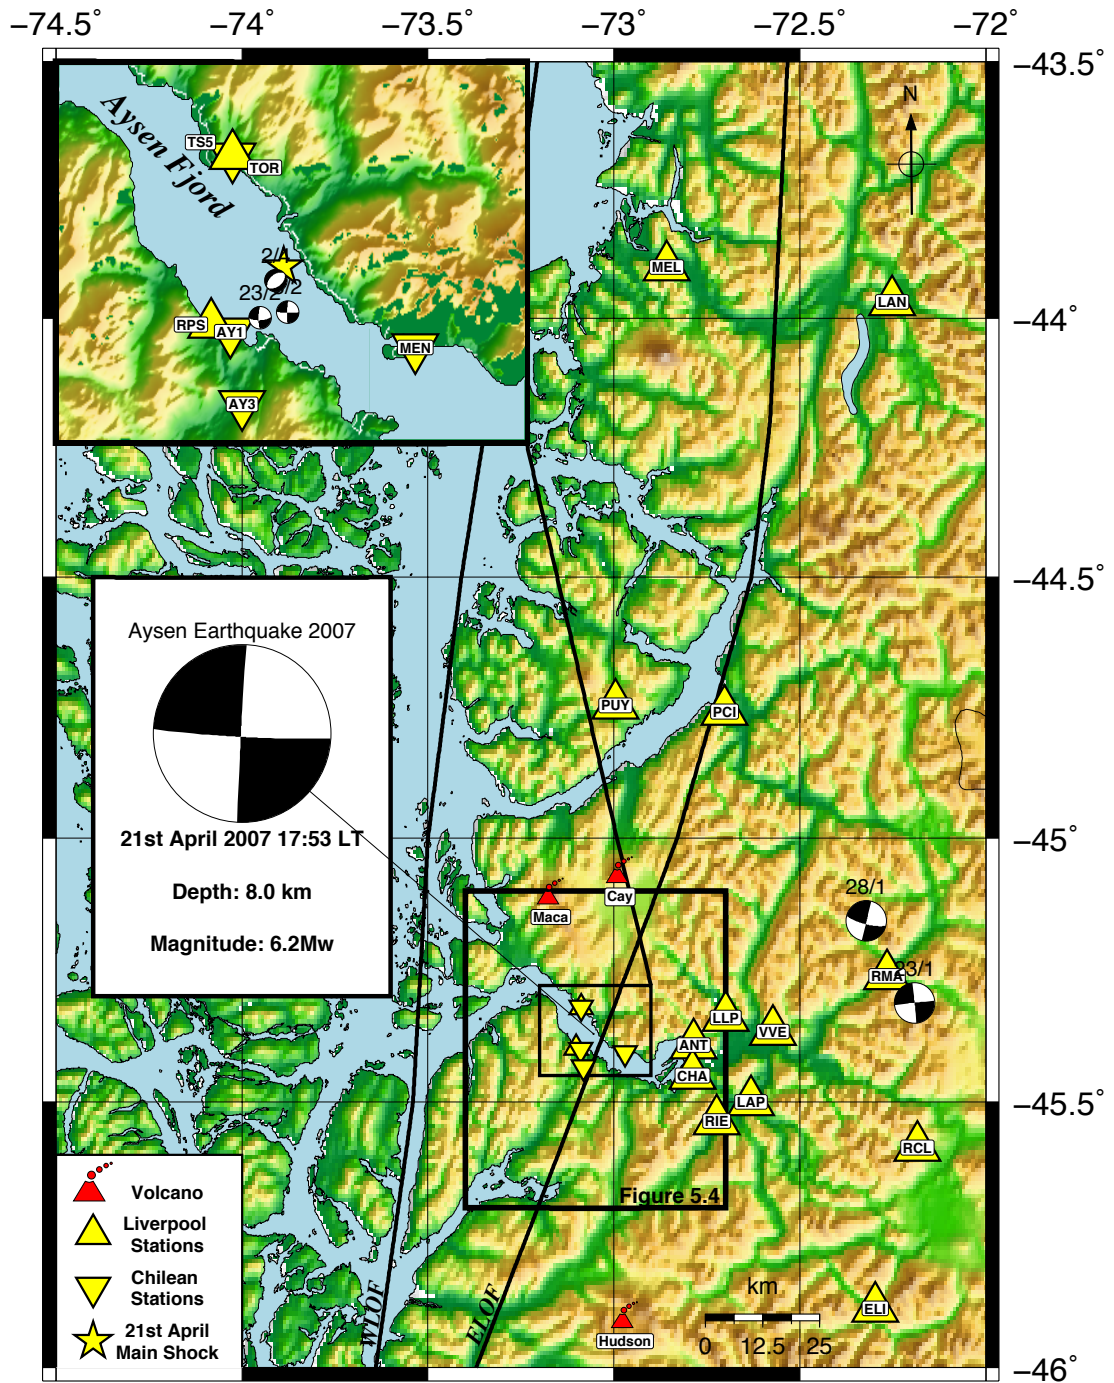 −74.5˚ −74˚ −73.5˚ −73˚ −72.5˚ −72˚
−43.5˚
−44˚
−44.5˚
−45˚
−45.5˚
−46˚
N
Aysen Fjord
TS5
TOR
2/4
23/2
/2
RPS
AY1
MEN
AY3
MEL
LAN
PUY
PCI
Aysen Earthquake 2007
21st April 2007 17:53 LT
Depth: 8.0 km
Magnitude: 6.2Mw
Cay
Maca
28/1
RMA
23/1
LLP
VVE
ANT
CHA
LAP
RIE
RCL
Figure 5.4
ELI
Hudson
km
0 12.5 25
WLOF
ELOF
Volcano
Liverpool
Stations
Chilean
Stations
21st April
Main Shock